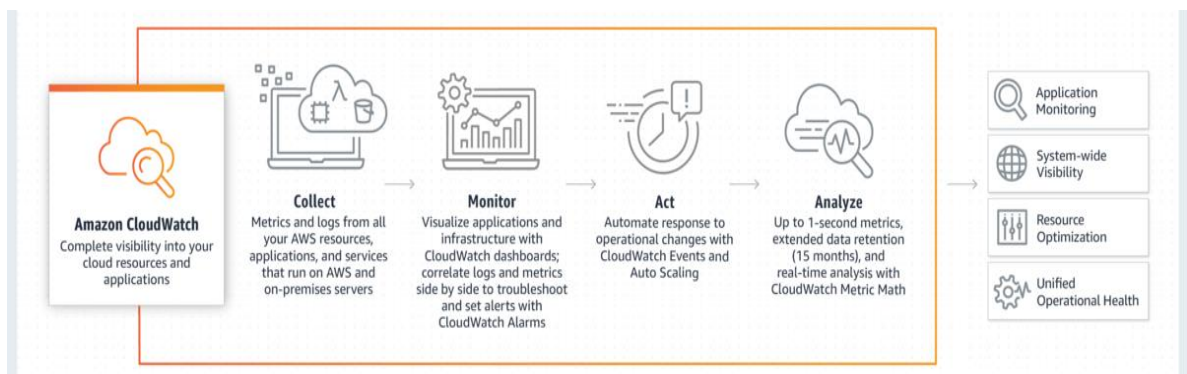 Amazon CloudWatch
Complete visibility into your
cloud resources and
applications
Collect
Metrics and logs from all
your AWS resources,
applications, and services
that run on AWS and
on-premises servers
Monitor
Visualize applications and
infrastructure with
CloudWatch dashboards;
correlate logs and metrics
side by side to troubleshoot
and set alerts with
CloudWatch Alarms
Act
Automate response to
operational changes with
CloudWatch Events and
Auto Scaling
Analyze
Up to 1-second metrics,
extended data retention
(15 months), and
real-time analysis with
CloudWatch Metric Math
Application
Monitoring
System-wide
Visibility
Resource
Optimization
Unified
Operational Health